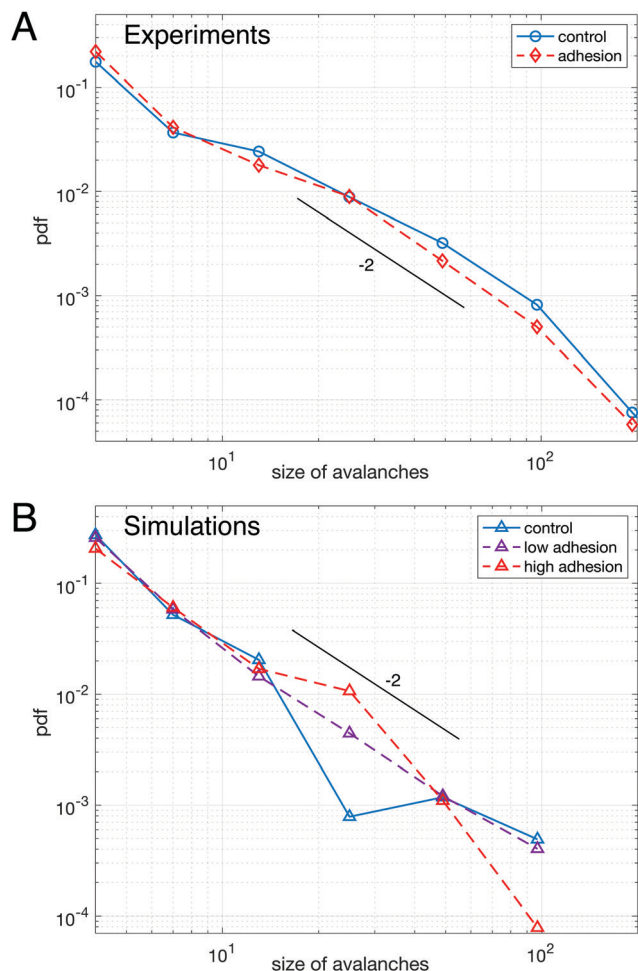 A
Experiments
control
adhesion
10^-1
10^-2
10^-3
10^-4
pdf
-2
10^1
10^2
size of avalanches
B
Simulations
control
low adhesion
high adhesion
10^-1
10^-2
10^-3
10^-4
pdf
-2
10^1
10^2
size of avalanches